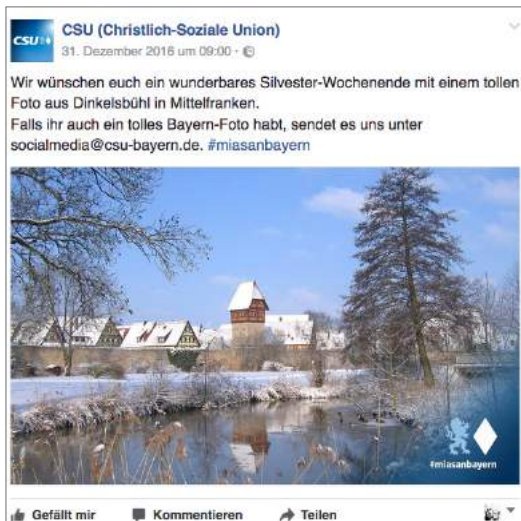 CSU
CSU (Christlich-Soziale Union)
31. Dezember 2016 um 09:00 ·
Wir wünschen euch ein wunderbares Silvester-Wochenende mit einem tollen
Foto aus Dinkelsbühl in Mittelfranken.
Falls ihr auch ein tolles Bayern-Foto habt, sendet es uns unter
socialmedia@csu-bayern.de. #miasanbayern
#miasanbayern
Gefällt mir Kommentieren Teilen